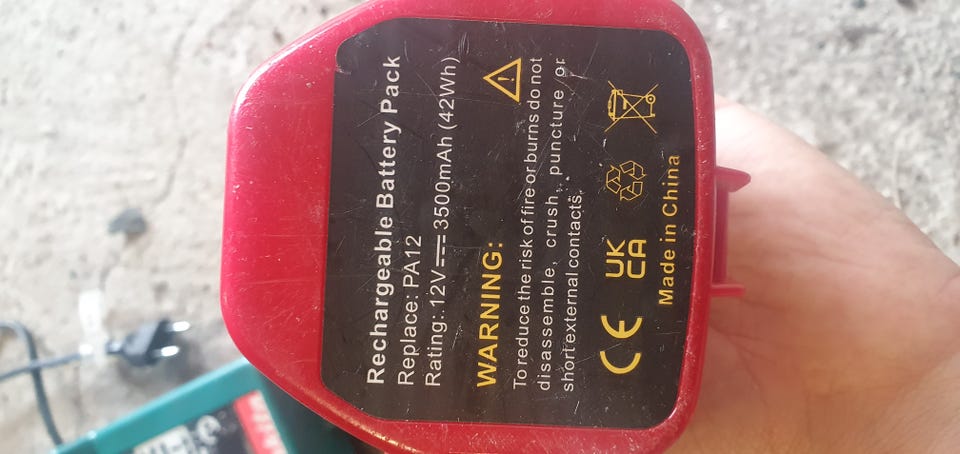 Rechargeable Battery Pack
Replace: PA12
Rating: 12V⎓3500mAh (42Wh)
WARNING:
To reduce the risk of fire or burns do not
disassemble, crush, puncture, or
short external contacts.
CE UK
CA
Made in China